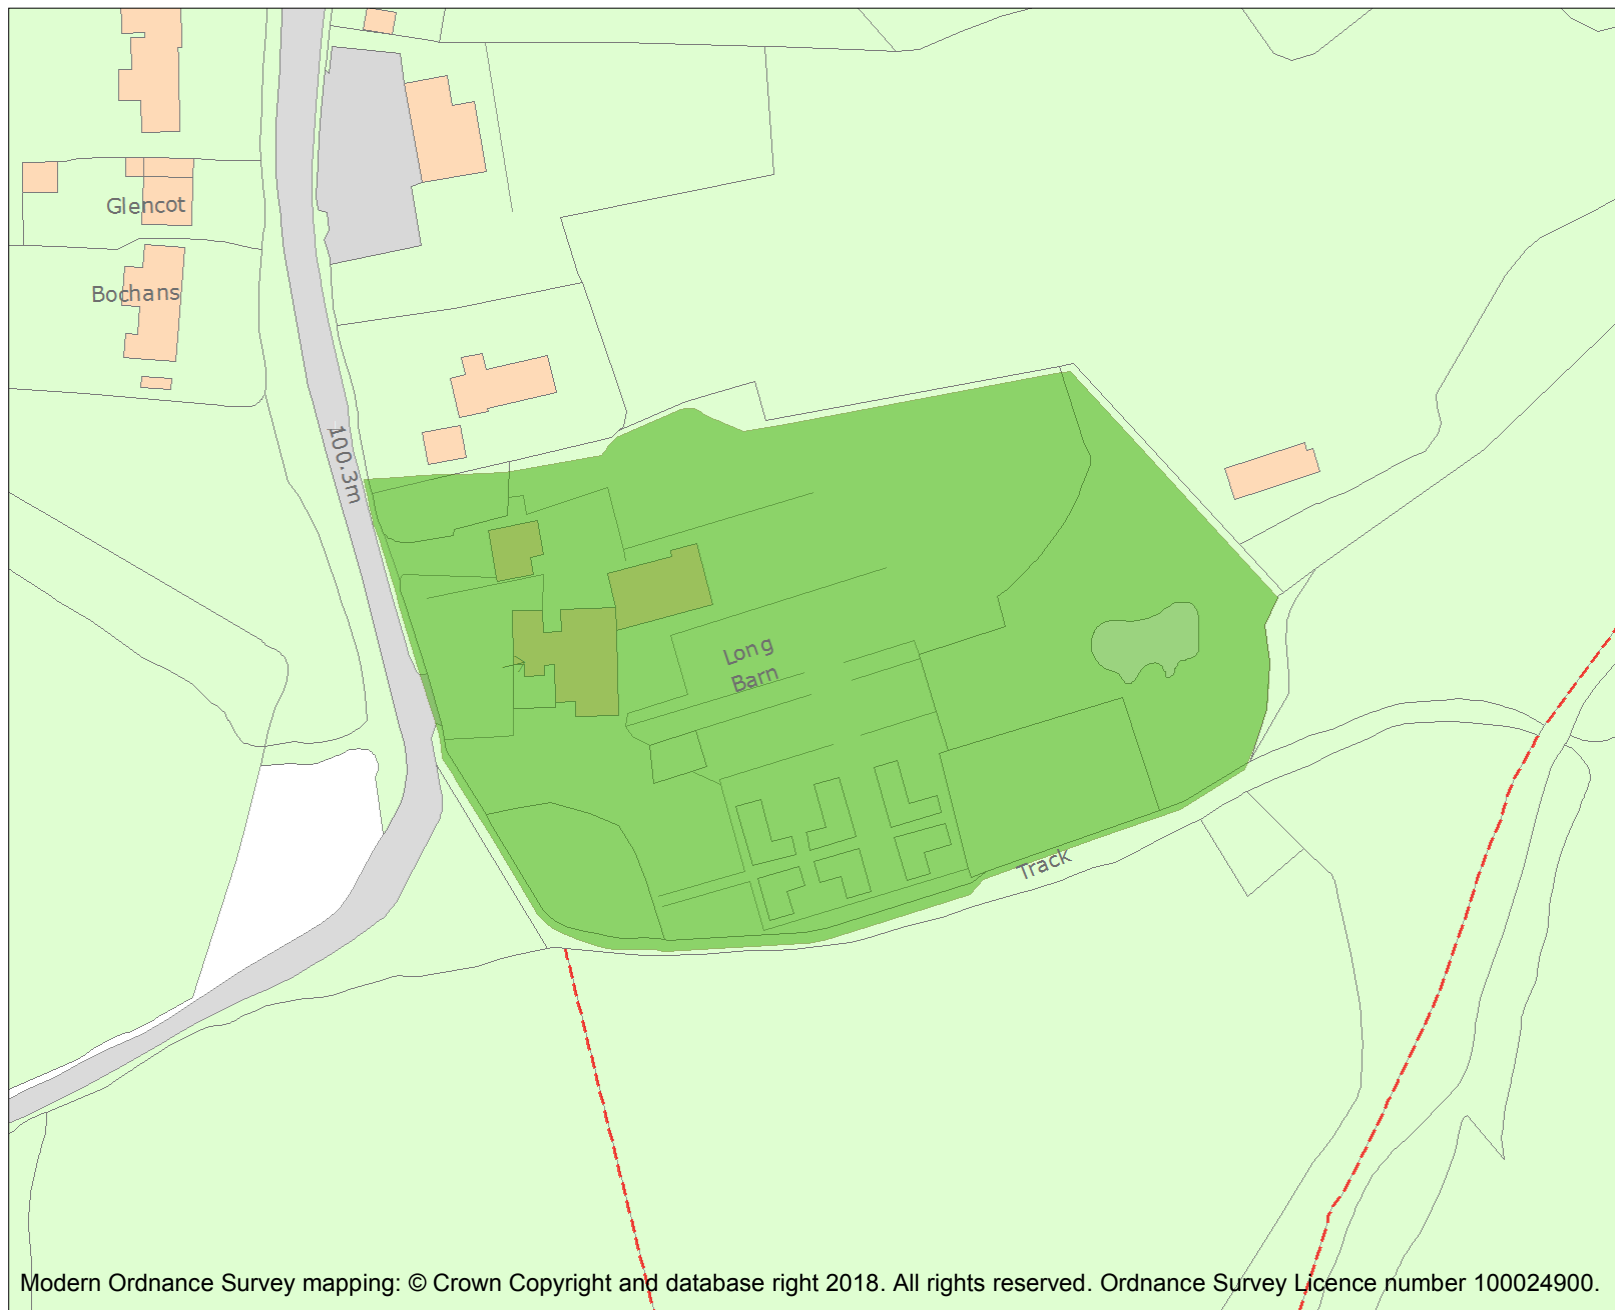 Glencot
Bochans
100.3m
Long
Barn
Track
Modern Ordnance Survey mapping: © Crown Copyright and database right 2018. All rights reserved. Ordnance Survey Licence number 100024900.